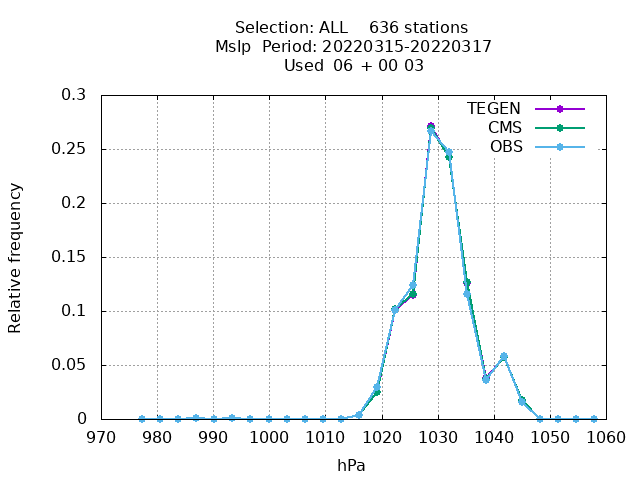 Selection: ALL    636 stations
Mslp  Period: 20220315-20220317
Used  06 + 00 03
TEGEN
CMS
OBS
0.3
0.25
0.2
0.15
0.1
0.05
0
Relative frequency
970 980 990 1000 1010 1020 1030 1040 1050 1060
hPa